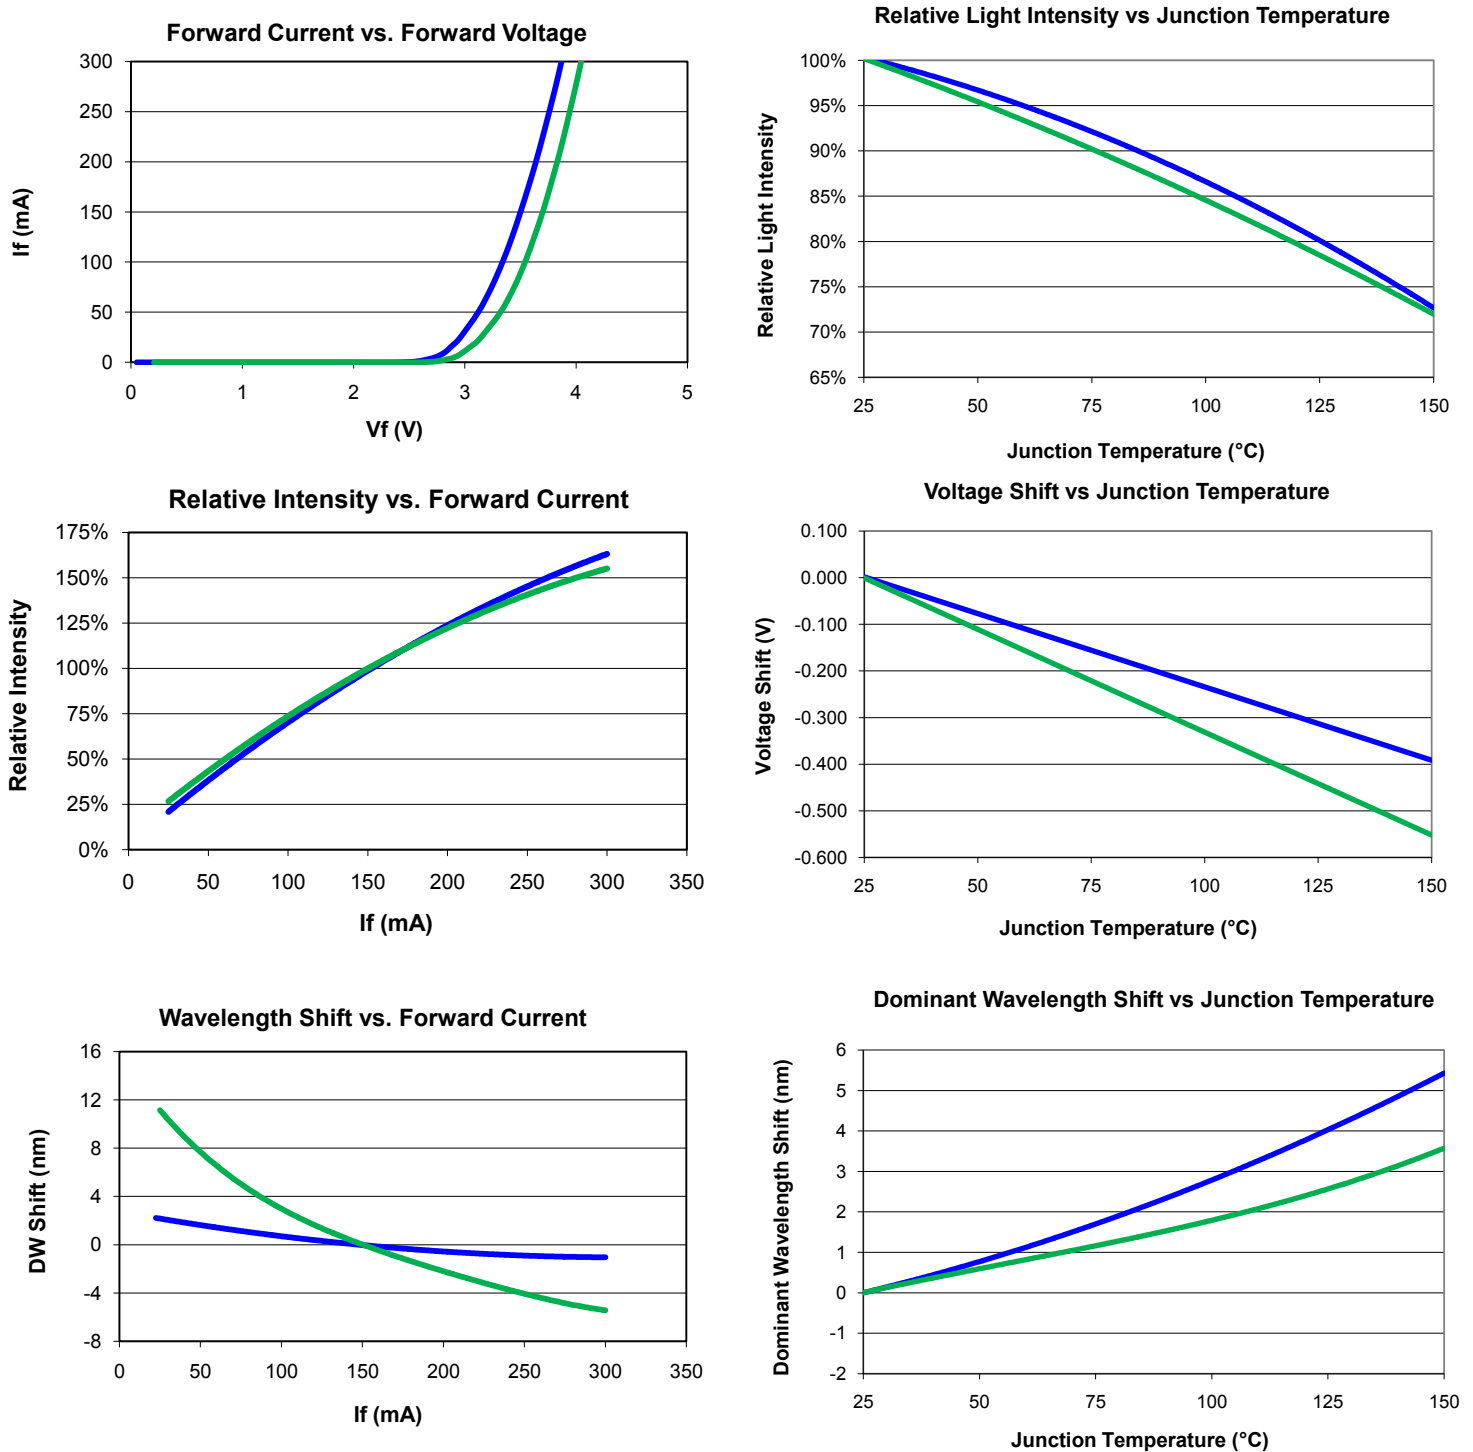 Forward Current vs. Forward Voltage
300
250
200
150
100
50
0
0 1 2 3 4 5
If (mA)
Vf (V)
Relative Light Intensity vs Junction Temperature
100%
95%
90%
85%
80%
75%
70%
65%
25 50 75 100 125 150
Relative Light Intensity
Junction Temperature (°C)
Relative Intensity vs. Forward Current
175%
150%
125%
100%
75%
50%
25%
0%
0 50 100 150 200 250 300 350
Relative Intensity
If (mA)
Voltage Shift vs Junction Temperature
0.100
0.000
-0.100
-0.200
-0.300
-0.400
-0.500
-0.600
25 50 75 100 125 150
Voltage Shift (V)
Junction Temperature (°C)
Wavelength Shift vs. Forward Current
16
12
8
4
0
-4
-8
0 50 100 150 200 250 300 350
DW Shift (nm)
If (mA)
Dominant Wavelength Shift vs Junction Temperature
6
5
4
3
2
1
0
-1
-2
25 50 75 100 125 150
Dominant Wavelength Shift (nm)
Junction Temperature (°C)